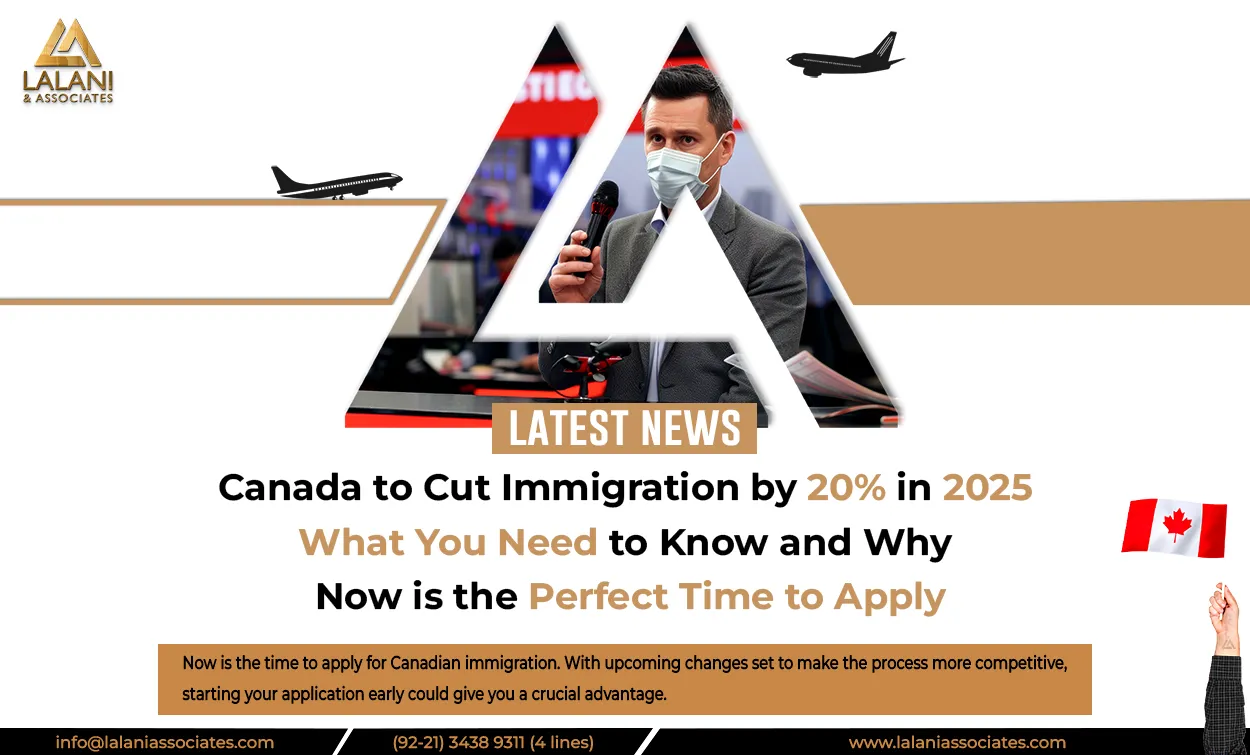 LALANI
& ASSOCIATES
LATEST NEWS
Canada to Cut Immigration by 20% in 2025
What You Need to Know and Why
Now is the Perfect Time to Apply
Now is the time to apply for Canadian immigration. With upcoming changes set to make the process more competitive,
starting your application early could give you a crucial advantage.
info@lalaniassociates.com
(92-21) 3438 9311 (4 lines)
www.lalaniassociates.com